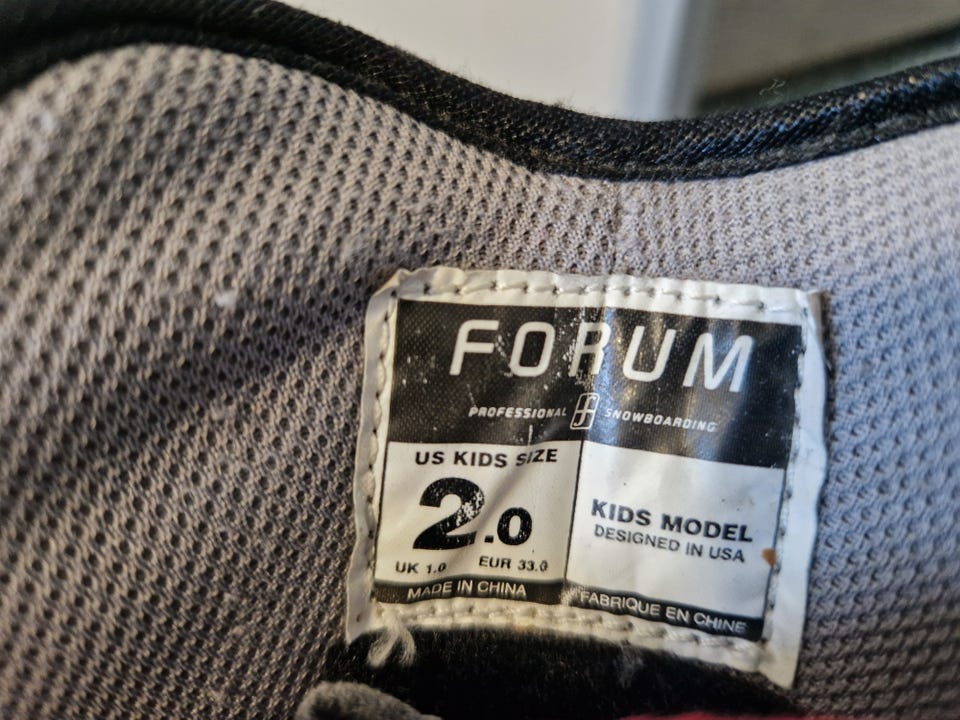 FORUM
PROFESSIONAL SNOWBOARDING
US KIDS SIZE
2.0
UK 1.0 EUR 33.0
MADE IN CHINA
KIDS MODEL
DESIGNED IN USA
FABRIQUE EN CHINE